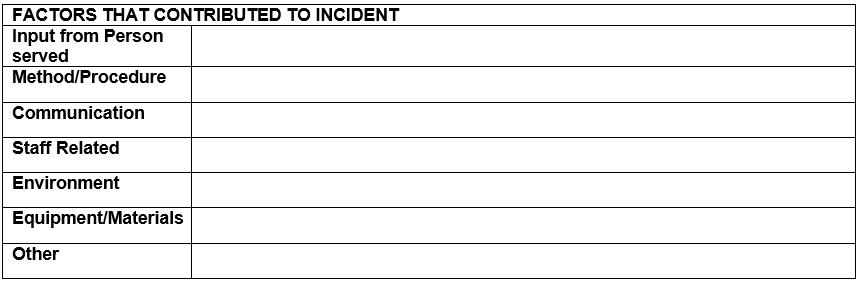 FACTORS THAT CONTRIBUTED TO INCIDENT
Input from Person
served
Method/Procedure
Communication
Staff Related
Environment
Equipment/Materials
Other